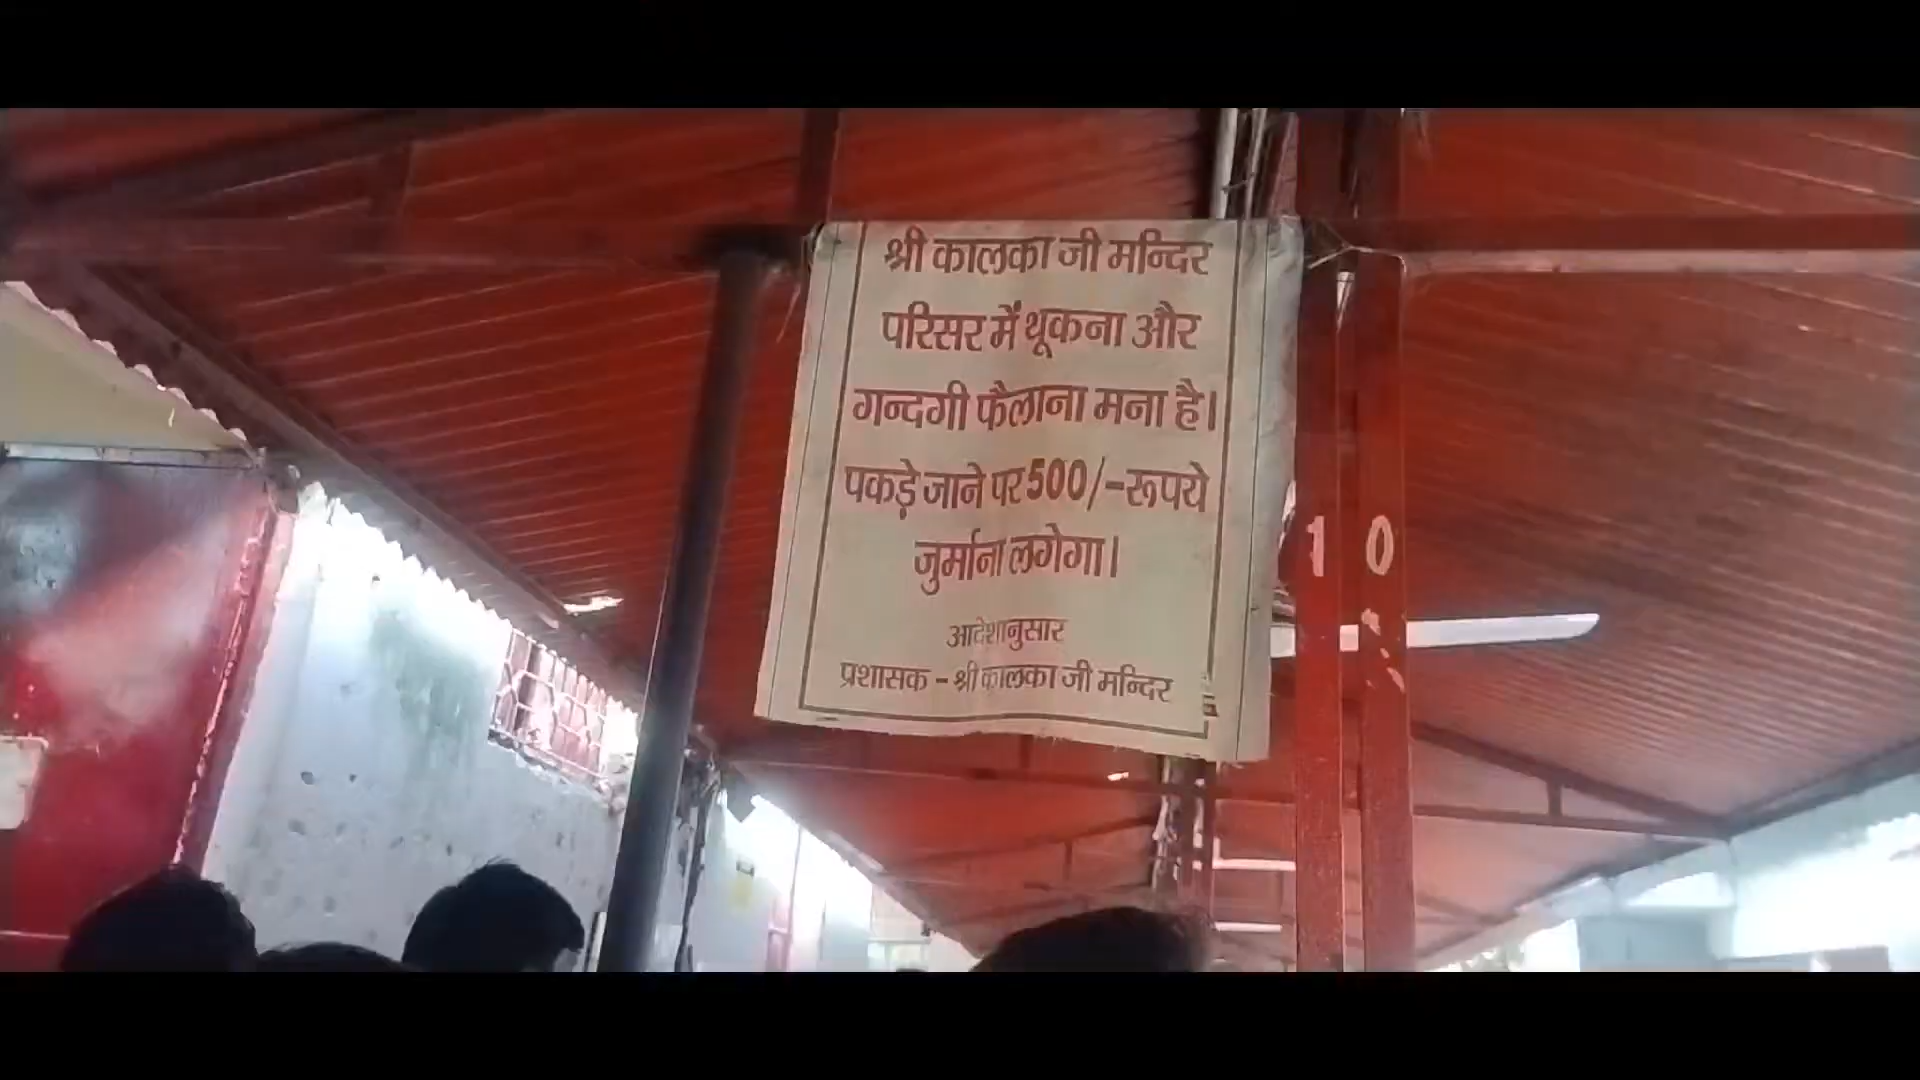 श्री कालका जी मन्दिर
परिसर में थूकना और
गन्दगी फैलाना मना है।
पकड़े जाने पर 500/-रूपये
जुर्माना लगेगा।
आदेशानुसार
प्रशासक - श्री कालका जी मन्दिर
10